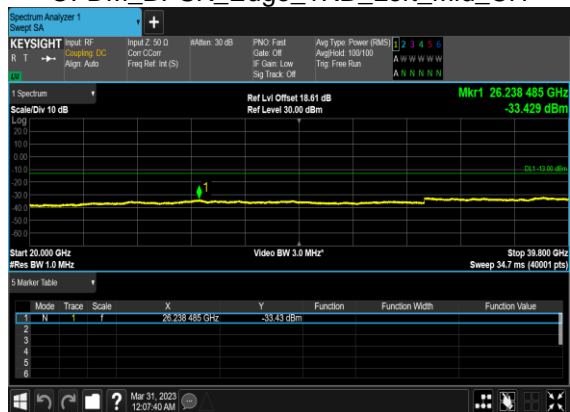 Spectrum Analyzer 1
Swept SA
+
KEYSIGHT Input: RF Input Z: 50 Ω #Atten: 30 dB PNO: Fast Avg Type: Power (RMS) 1 2 3 4 5 6
R T Coupling: DC Corr CCorr Gate: Off Avg|Hold: 100/100 A W W W W W
Align: Auto Freq Ref: Int (S) IF Gain: Low Trig: Free Run
LXI Sig Track: Off A N N N N N
1 Spectrum Ref Lvl Offset 18.61 dB Mkr1 26.238 485 GHz
Scale/Div 10 dB Ref Level 30.00 dBm -33.429 dBm
Log
20.0
10.0
0.00
-10.0 DL1 -13.00 dBm
-20.0
-30.0 1
-40.0
-50.0
-60.0
Start 20.000 GHz Video BW 3.0 MHz* Stop 39.800 GHz
#Res BW 1.0 MHz Sweep 34.7 ms (40001 pts)
5 Marker Table
Mode Trace Scale X Y Function Function Width Function Value
1 N 1 f 26.238 485 GHz -33.43 dBm
2
3
4
5
6
? Mar 31, 2023
12:07:40 AM